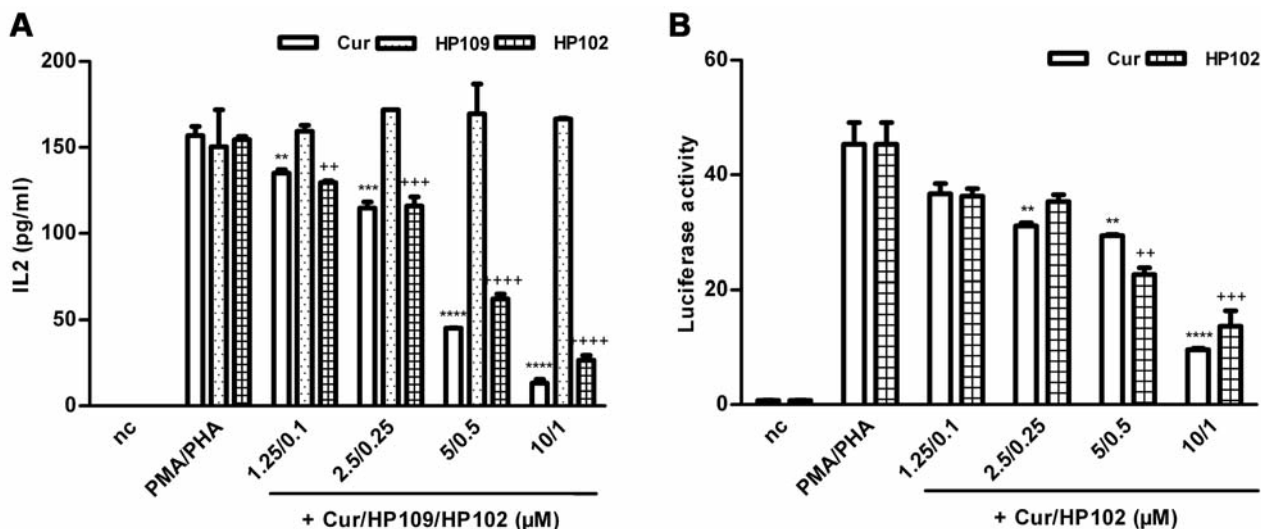 A
Cur HP109 HP102
200
150
100
50
0
IL2 (pg/ml)
** ++
*** +++
**** ++++
**** ++++
nc PMA/PHA 1.25/0.1 2.5/0.25 5/0.5 10/1
+ Cur/HP109/HP102 (µM)
B
Cur HP102
60
40
20
0
Luciferase activity
**
** ++
**** +++
nc PMA/PHA 1.25/0.1 2.5/0.25 5/0.5 10/1
+ Cur/HP102 (µM)